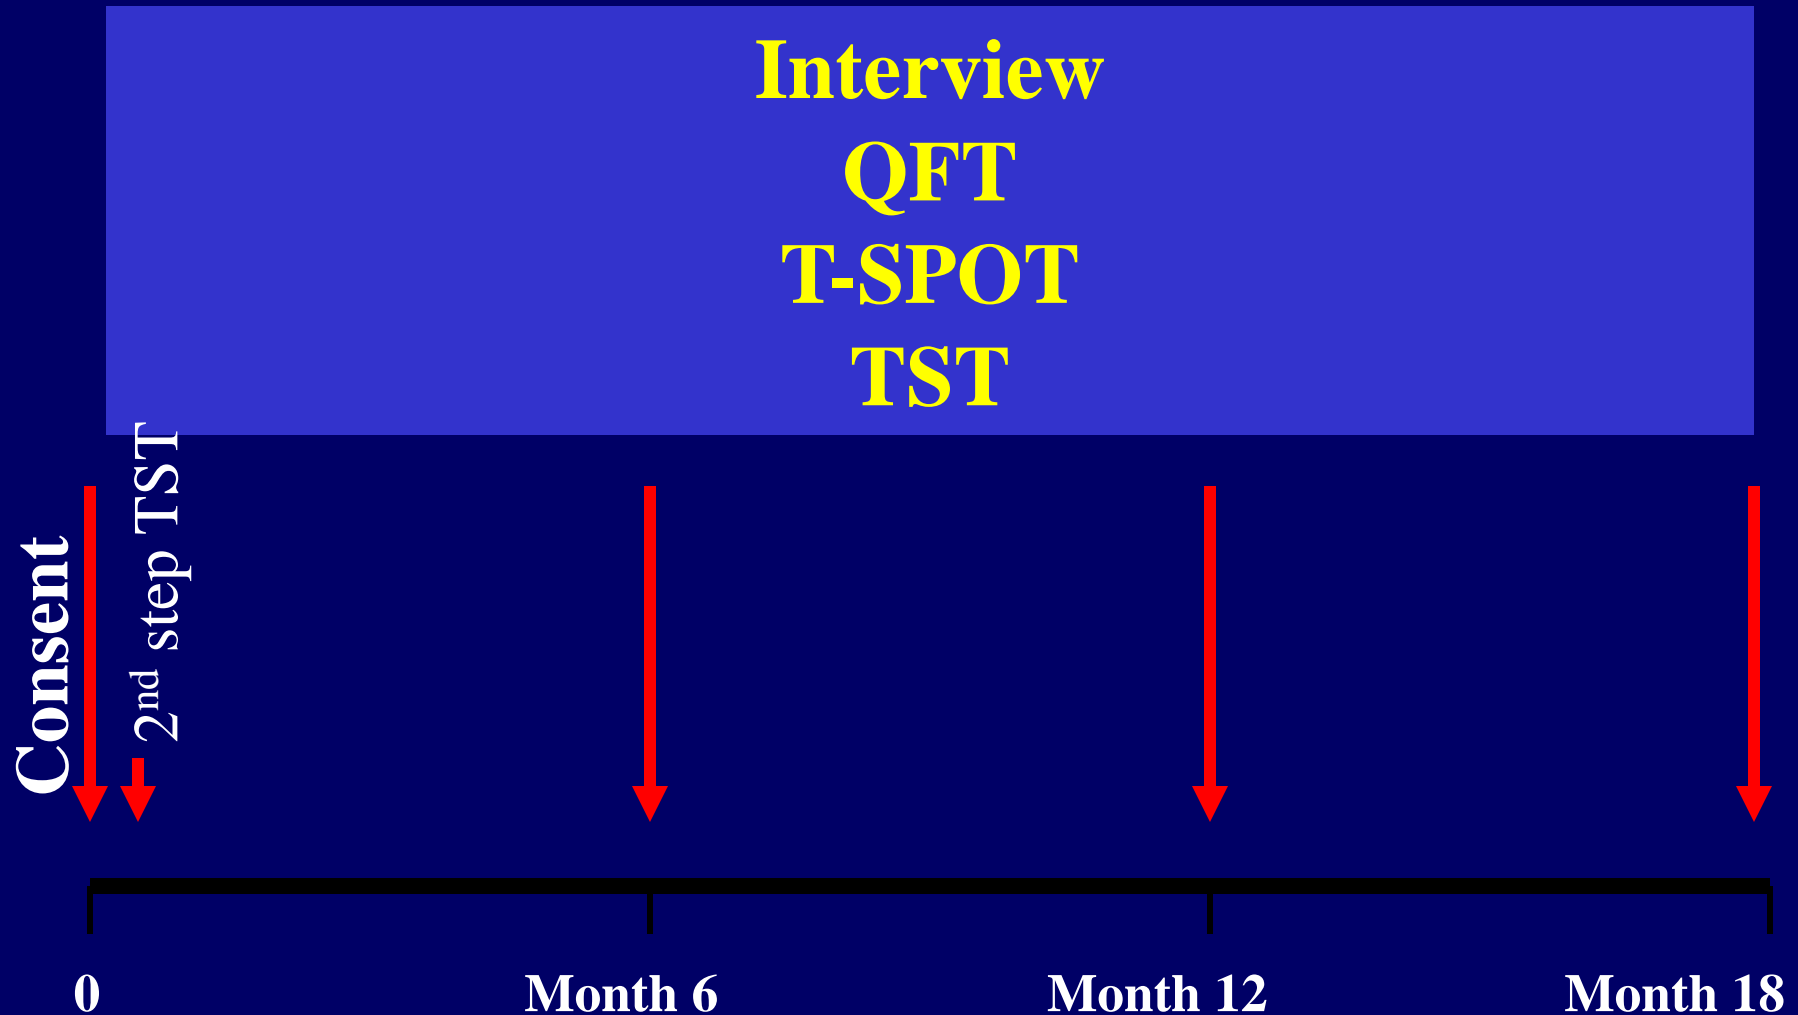 Interview
QFT
T-SPOT
TST
Consent
2nd step TST
0
Month 6
Month 12
Month 18